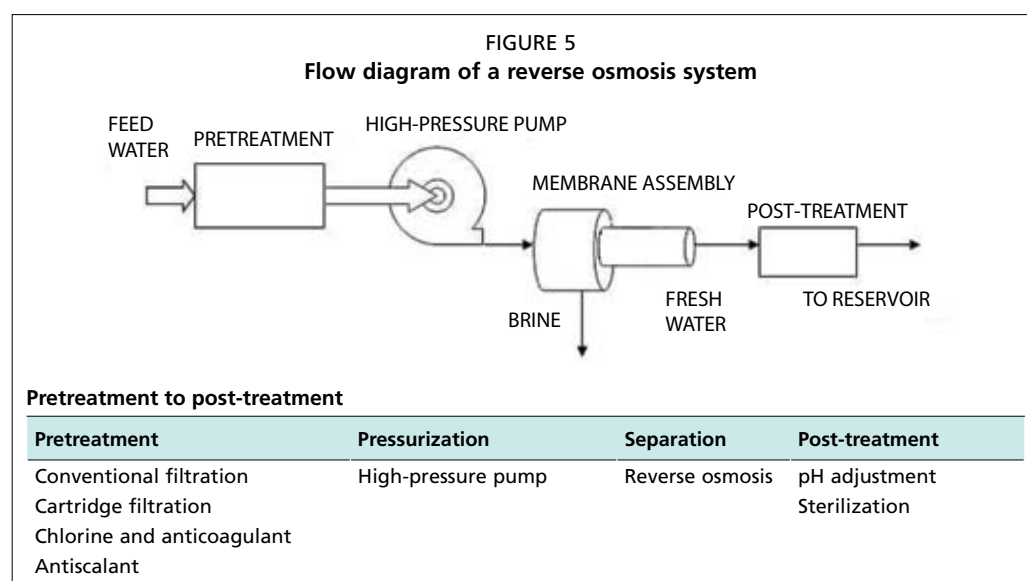 FIGURE 5
Flow diagram of a reverse osmosis system
FEED
WATER
PRETREATMENT
HIGH-PRESSURE PUMP
MEMBRANE ASSEMBLY
POST-TREATMENT
BRINE
FRESH
WATER
TO RESERVOIR
Pretreatment to post-treatment
Pretreatment Pressurization Separation Post-treatment
Conventional filtration High-pressure pump Reverse osmosis pH adjustment
Cartridge filtration Sterilization
Chlorine and anticoagulant
Antiscalant